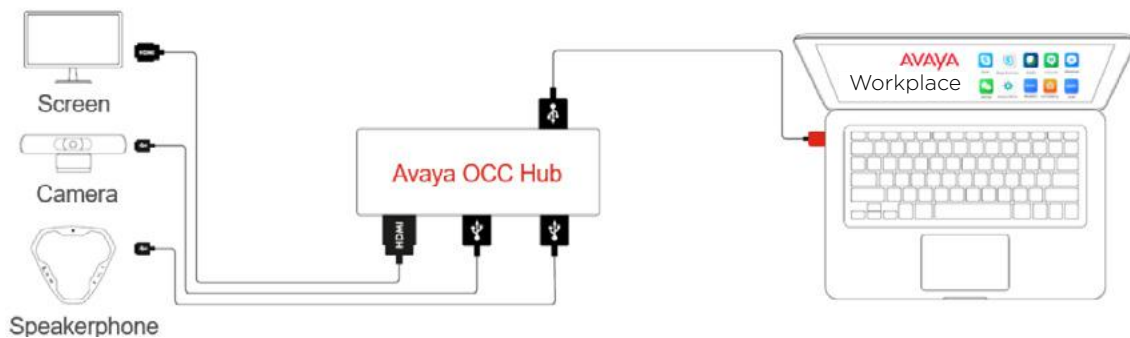 HDMI
Screen
Camera
Speakerphone
Avaya OCC Hub
HDMI
AVAYA
Workplace